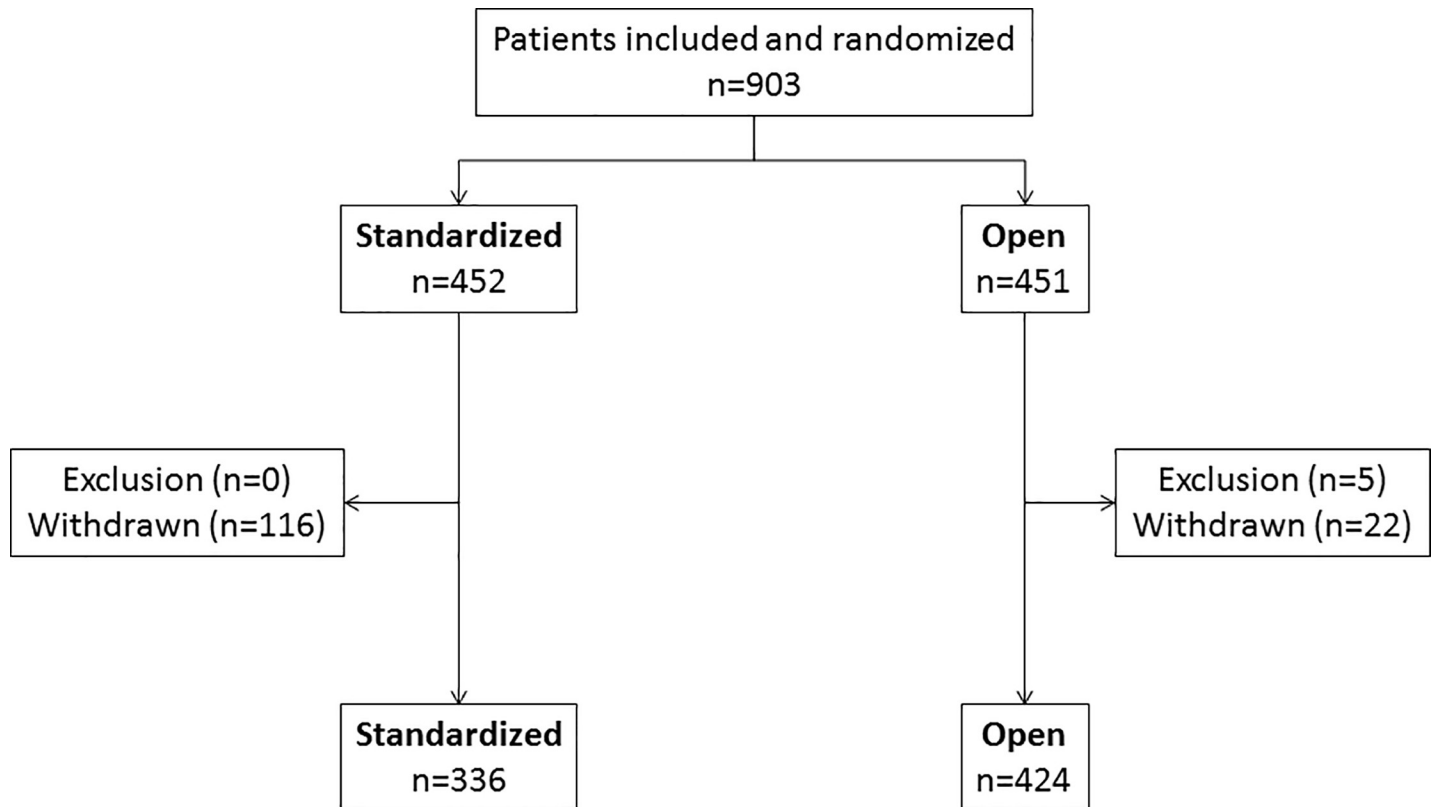 Patients included and randomized
n=903
Standardized
n=452
Open
n=451
Exclusion (n=0)
Withdrawn (n=116)
Exclusion (n=5)
Withdrawn (n=22)
Standardized
n=336
Open
n=424